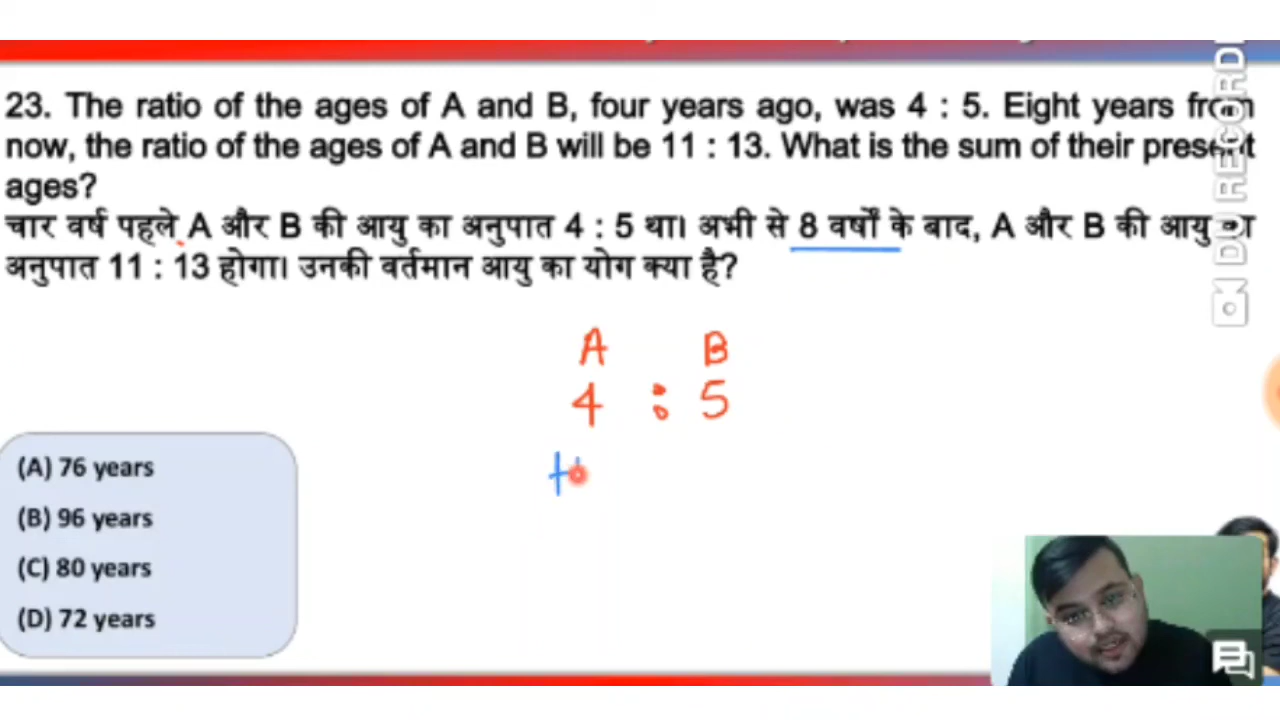 23. The ratio of the ages of A and B, four years ago, was 4 : 5. Eight years from
now, the ratio of the ages of A and B will be 11 : 13. What is the sum of their present
ages?
चार वर्ष पहले A और B की आयु का अनुपात 4 : 5 था। अभी से 8 वर्षों के बाद, A और B की आयु का
अनुपात 11 : 13 होगा। उनकी वर्तमान आयु का योग क्या है?
A B
4 : 5
+
(A) 76 years
(B) 96 years
(C) 80 years
(D) 72 years
DU RECORD